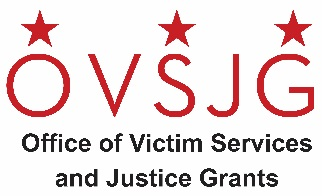 OVSJG
Office of Victim Services
and Justice Grants